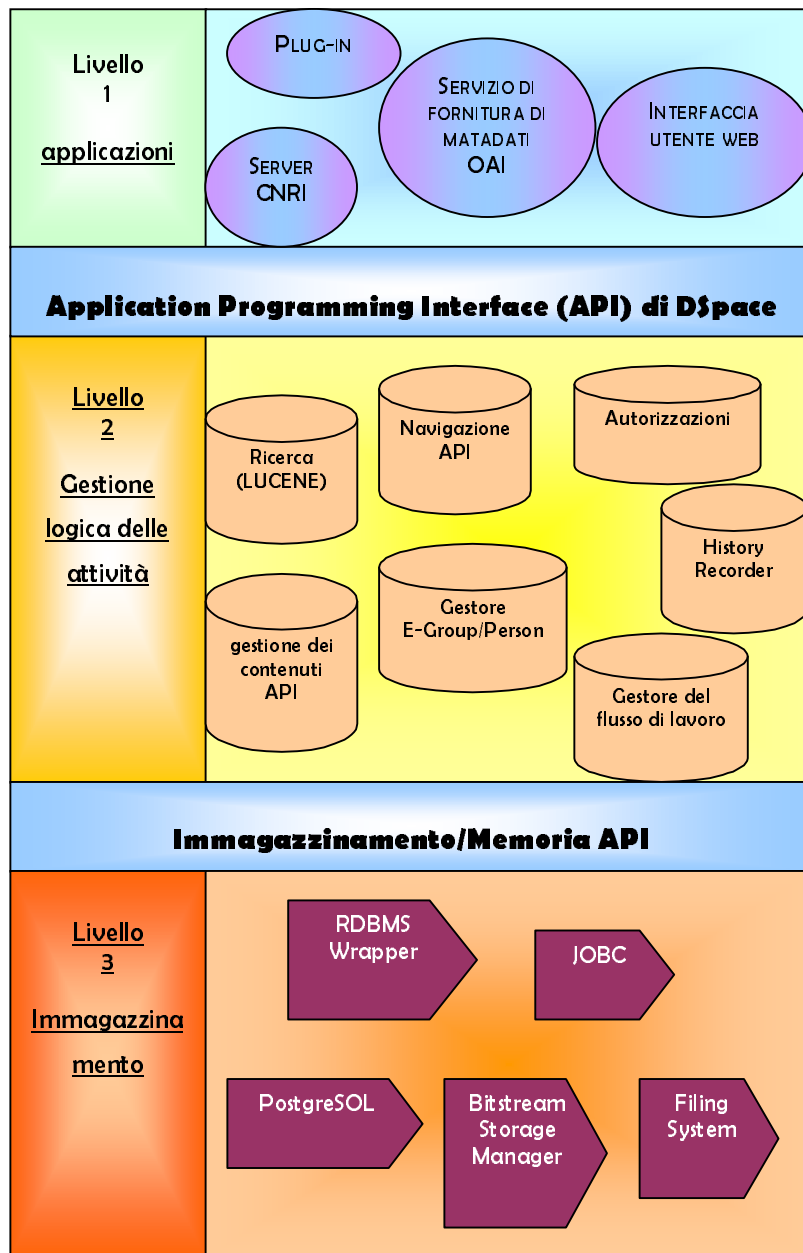 Livello
1
applicazioni
PLUG-IN
SERVIZIO DI
FORNITURA DI
MATADATI
OAI
INTERFACCIA
UTENTE WEB
SERVER
CNRI
Application Programming Interface (API) di DSpace
Livello
2
Gestione
logica delle
attività
Ricerca
(LUCENE)
Navigazione
API
Autorizzazioni
History
Recorder
gestione dei
contenuti
API
Gestore
E-Group/Person
Gestore del
flusso di lavoro
Immagazzinamento/Memoria API
Livello
3
Immagazzina
mento
RDBMS
Wrapper
JOBC
PostgreSOL
Bitstream
Storage
Manager
Filing
System